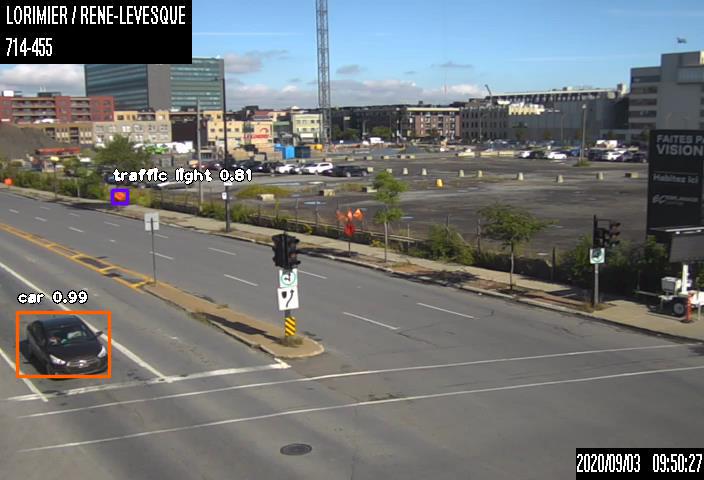 LORIMIER / RENE-LEVESQUE
714-455
traffic light 0.81
car 0.99
FAITES PA
VISION
Habitez ici
2020/09/03 09:50:27